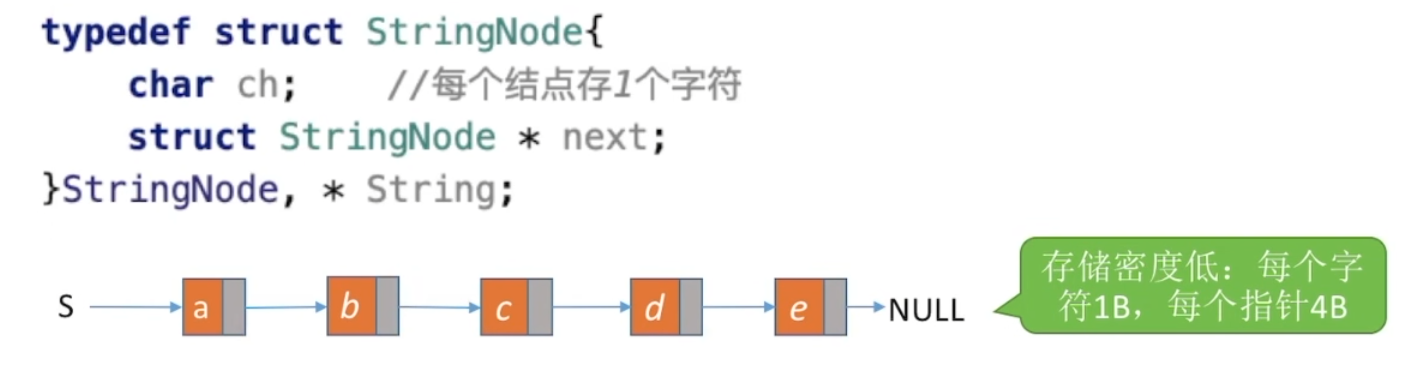 typedef struct StringNode{
    char ch;    //每个结点存1个字符
    struct StringNode * next;
}StringNode, * String;
S a b c d e NULL
存储密度低：每个字
符1B，每个指针4B